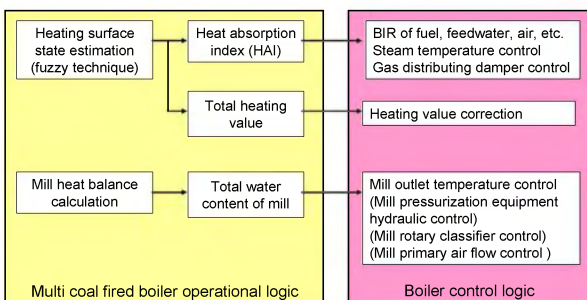 Heating surface
state estimation
(fuzzy technique)
Heat absorption
index (HAI)
BIR of fuel, feedwater, air, etc.
Steam temperature control
Gas distributing damper control
Total heating
value
Heating value correction
Mill heat balance
calculation
Total water
content of mill
Mill outlet temperature control
(Mill pressurization equipment
hydraulic control)
(Mill rotary classifier control)
(Mill primary air flow control )
Multi coal fired boiler operational logic
Boiler control logic